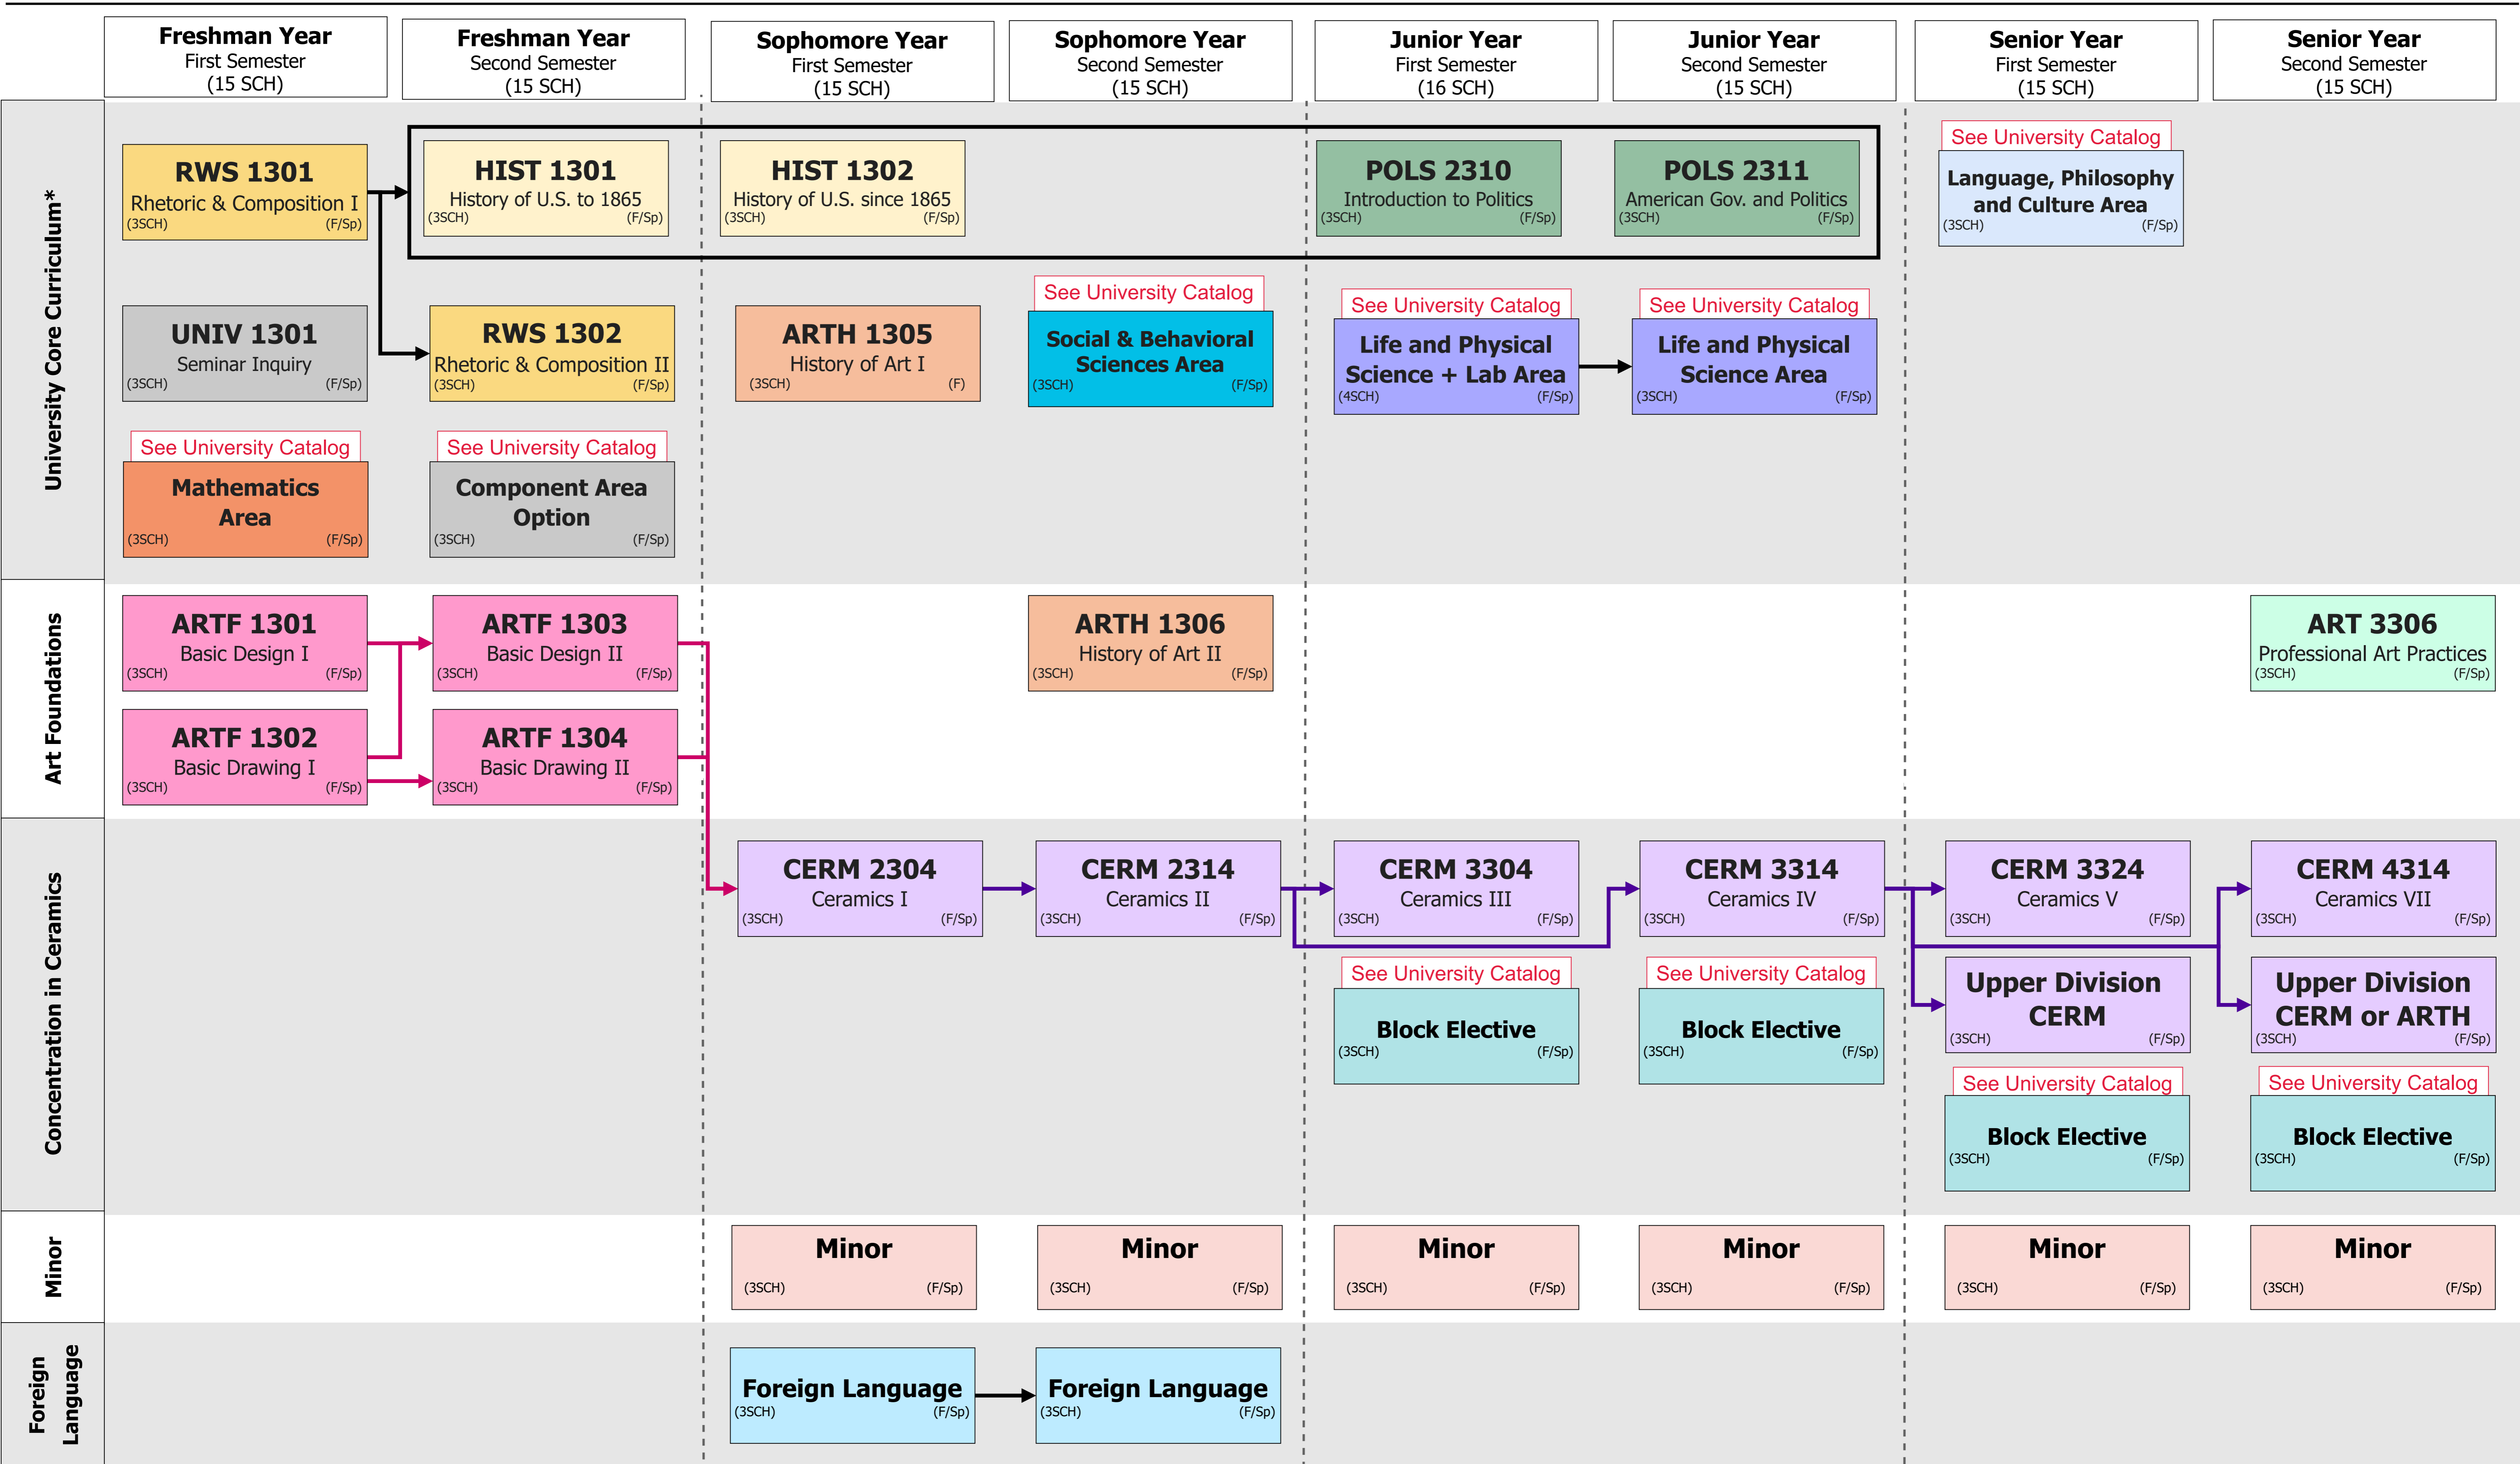 Freshman Year
First Semester
(15 SCH)
Freshman Year
Second Semester
(15 SCH)
Sophomore Year
First Semester
(15 SCH)
Sophomore Year
Second Semester
(15 SCH)
Junior Year
First Semester
(16 SCH)
Junior Year
Second Semester
(15 SCH)
Senior Year
First Semester
(15 SCH)
Senior Year
Second Semester
(15 SCH)
University Core Curriculum*
RWS 1301
Rhetoric & Composition I
(3SCH) (F/Sp)
HIST 1301
History of U.S. to 1865
(3SCH) (F/Sp)
HIST 1302
History of U.S. since 1865
(3SCH) (F/Sp)
POLS 2310
Introduction to Politics
(3SCH) (F/Sp)
POLS 2311
American Gov. and Politics
(3SCH) (F/Sp)
See University Catalog
Language, Philosophy
and Culture Area
(3SCH) (F/Sp)
UNIV 1301
Seminar Inquiry
(3SCH) (F/Sp)
RWS 1302
Rhetoric & Composition II
(3SCH) (F/Sp)
ARTH 1305
History of Art I
(3SCH) (F)
See University Catalog
Social & Behavioral
Sciences Area
(3SCH) (F/Sp)
See University Catalog
Life and Physical
Science + Lab Area
(4SCH) (F/Sp)
See University Catalog
Life and Physical
Science Area
(3SCH) (F/Sp)
See University Catalog
Mathematics
Area
(3SCH) (F/Sp)
See University Catalog
Component Area
Option
(3SCH) (F/Sp)
Art Foundations
ARTF 1301
Basic Design I
(3SCH) (F/Sp)
ARTF 1303
Basic Design II
(3SCH) (F/Sp)
ARTH 1306
History of Art II
(3SCH) (F/Sp)
ART 3306
Professional Art Practices
(3SCH) (F/Sp)
ARTF 1302
Basic Drawing I
(3SCH) (F/Sp)
ARTF 1304
Basic Drawing II
(3SCH) (F/Sp)
Concentration in Ceramics
CERM 2304
Ceramics I
(3SCH) (F/Sp)
CERM 2314
Ceramics II
(3SCH) (F/Sp)
CERM 3304
Ceramics III
(3SCH) (F/Sp)
CERM 3314
Ceramics IV
(3SCH) (F/Sp)
CERM 3324
Ceramics V
(3SCH) (F/Sp)
CERM 4314
Ceramics VII
(3SCH) (F/Sp)
See University Catalog
Block Elective
(3SCH) (F/Sp)
See University Catalog
Block Elective
(3SCH) (F/Sp)
Upper Division
CERM
(3SCH) (F/Sp)
Upper Division
CERM or ARTH
(3SCH) (F/Sp)
See University Catalog
Block Elective
(3SCH) (F/Sp)
See University Catalog
Block Elective
(3SCH) (F/Sp)
Minor
Minor
(3SCH) (F/Sp)
Minor
(3SCH) (F/Sp)
Minor
(3SCH) (F/Sp)
Minor
(3SCH) (F/Sp)
Minor
(3SCH) (F/Sp)
Minor
(3SCH) (F/Sp)
Foreign
Language
Foreign Language
(3SCH) (F/Sp)
Foreign Language
(3SCH) (F/Sp)